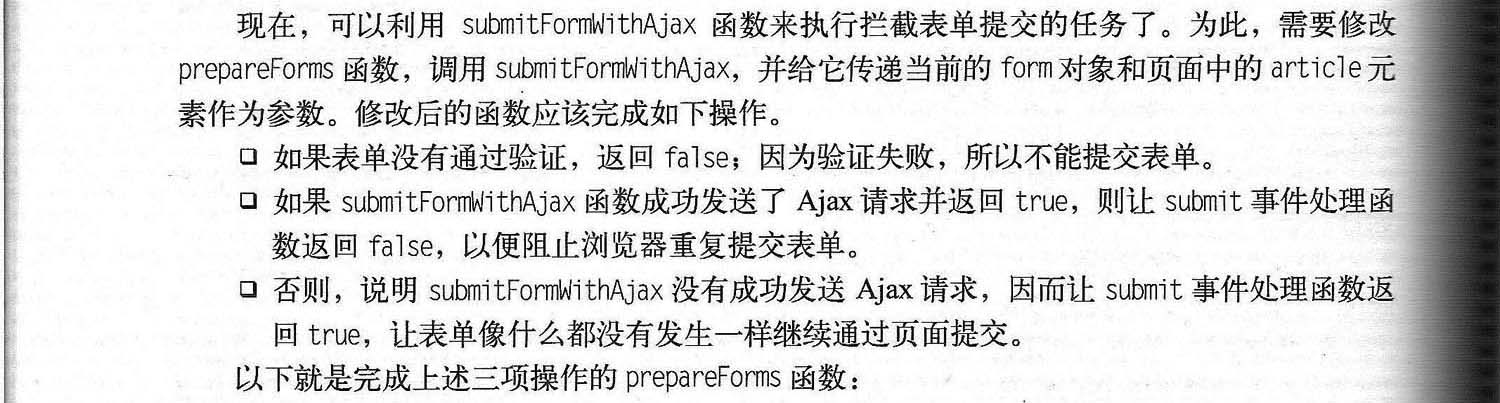 现在，可以利用 submitFormWithAjax 函数来执行拦截表单提交的任务了。为此，需要修改
prepareForms 函数，调用 submitFormWithAjax，并给它传递当前的 form 对象和页面中的 article 元
素作为参数。修改后的函数应该完成如下操作。
❑ 如果表单没有通过验证，返回 false；因为验证失败，所以不能提交表单。
❑ 如果 submitFormWithAjax 函数成功发送了 Ajax 请求并返回 true，则让 submit 事件处理函
数返回 false，以便阻止浏览器重复提交表单。
❑ 否则，说明 submitFormWithAjax 没有成功发送 Ajax 请求，因而让 submit 事件处理函数返
回 true，让表单像什么都没有发生一样继续通过页面提交。
以下就是完成上述三项操作的 prepareForms 函数：